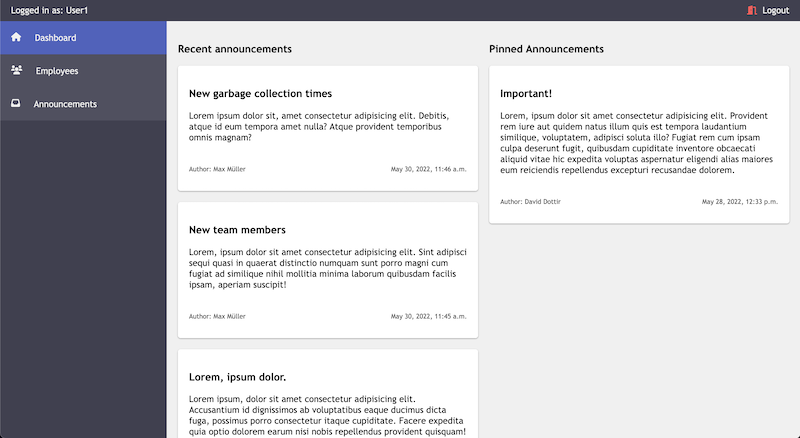 Logged in as: User1
Logout
Dashboard
Employees
Announcements
Recent announcements
New garbage collection times
Lorem ipsum dolor sit, amet consectetur adipisicing elit. Debitis,
atque id eum tempora amet nulla? Atque provident temporibus
omnis magnam?
Author: Max Müller
May 30, 2022, 11:46 a.m.
New team members
Lorem, ipsum dolor sit amet consectetur adipisicing elit. Sint adipisci
sequi quasi in quaerat distinctio numquam sunt porro magni cum
fugiat ad similique nihil mollitia minima laborum quibusdam facilis
ipsam, aperiam suscipit!
Author: Max Müller
May 30, 2022, 11:45 a.m.
Lorem, ipsum dolor.
Lorem ipsum, dolor sit amet consectetur adipisicing elit.
Accusantium id dignissimos ab voluptatibus eaque ducimus dicta
fuga, possimus porro consectetur itaque cupiditate. Facere expedita
quia optio dolorem earum nisi nobis repellendus provident quisquam!
Pinned Announcements
Important!
Lorem, ipsum dolor sit amet consectetur adipisicing elit. Provident
rem iure aut quidem natus illum quis est tempora laudantium
similique, voluptatem, adipisci soluta illo? Fugiat rem cum ipsam
culpa deserunt fugit, quibusdam cupiditate inventore obcaecati
aliquid vitae hic expedita voluptas aspernatur eligendi alias maiores
eum reiciendis repellendus excepturi recusandae dolorem.
Author: David Dottir
May 28, 2022, 12:33 p.m.